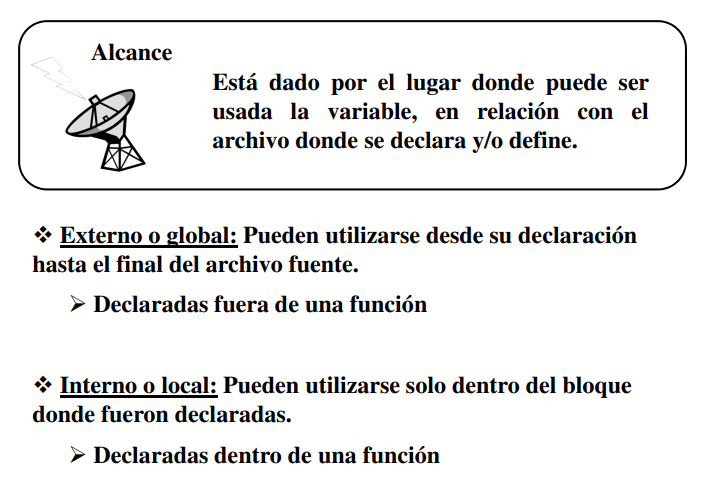 Alcance
Está dado por el lugar donde puede ser
usada la variable, en relación con el
archivo donde se declara y/o define.
❖ Externo o global: Pueden utilizarse desde su declaración
hasta el final del archivo fuente.
➢ Declaradas fuera de una función
❖ Interno o local: Pueden utilizarse solo dentro del bloque
donde fueron declaradas.
➢ Declaradas dentro de una función